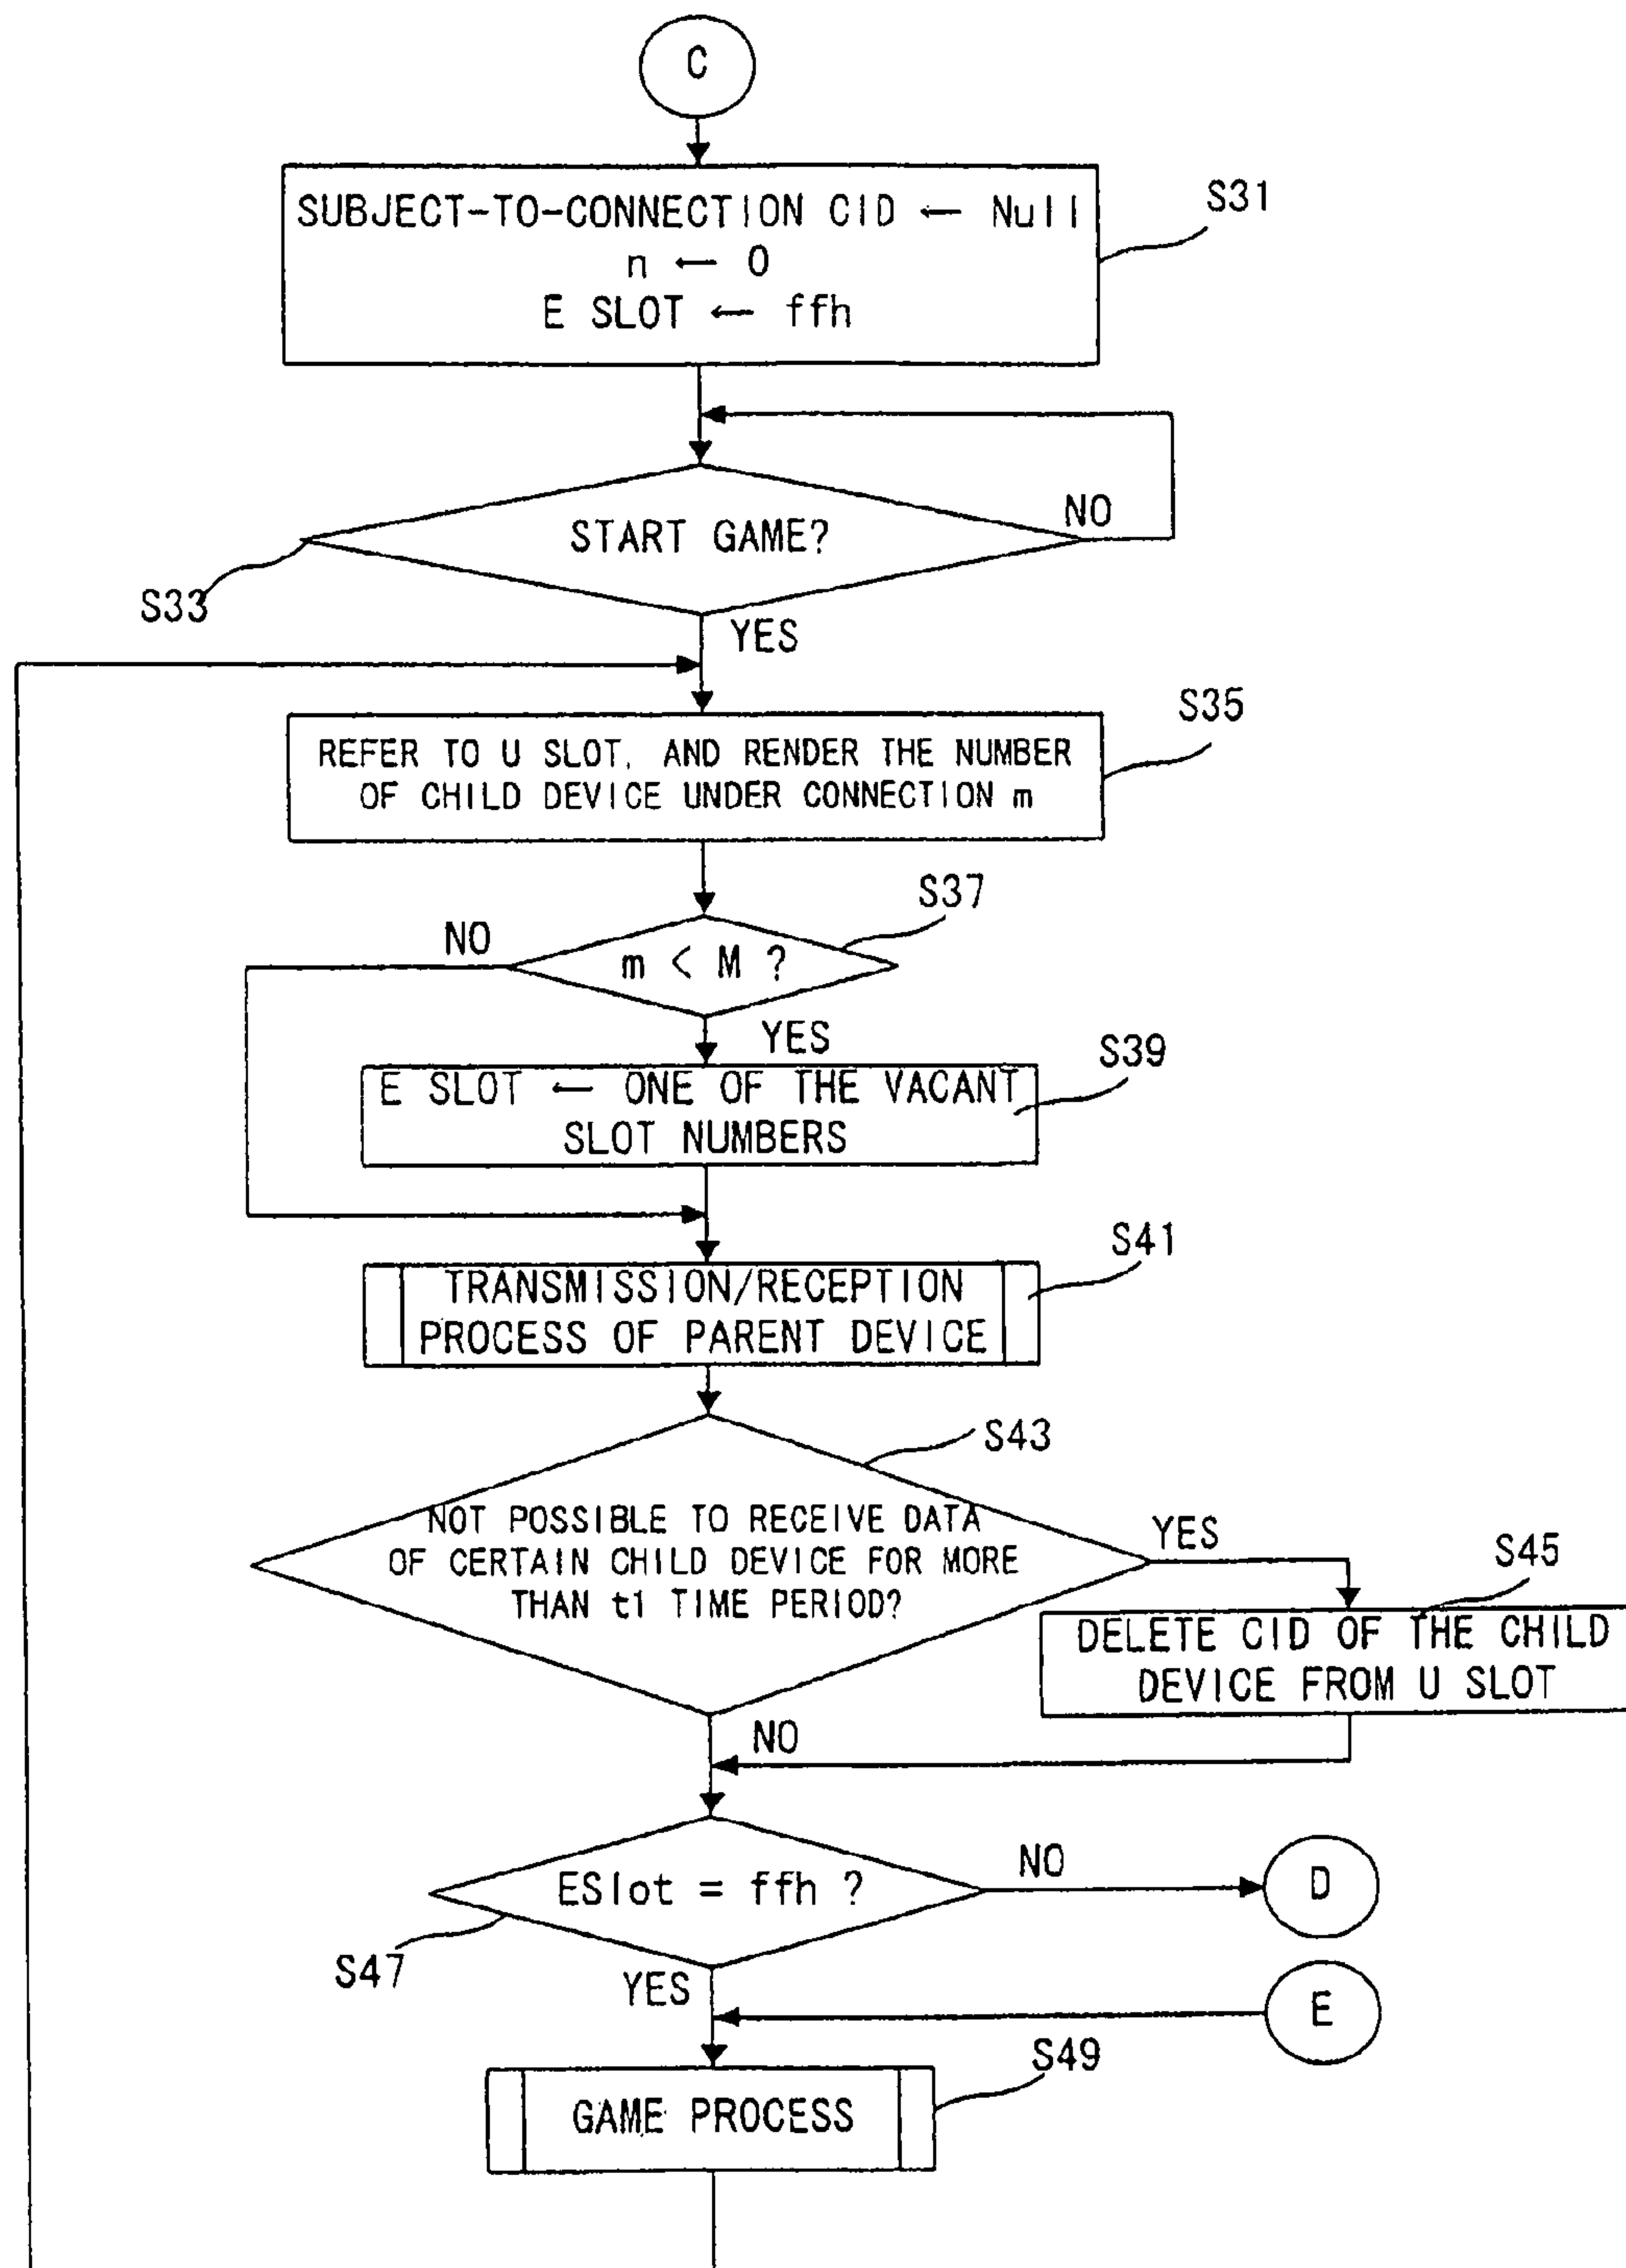 C
SUBJECT-TO-CONNECTION CID ← Null
n ← 0
E SLOT ← ffh
S31
START GAME?
NO
S33
YES
S35
REFER TO U SLOT, AND RENDER THE NUMBER
OF CHILD DEVICE UNDER CONNECTION m
S37
NO
m < M ?
YES
S39
E SLOT ← ONE OF THE VACANT
SLOT NUMBERS
S41
TRANSMISSION/RECEPTION
PROCESS OF PARENT DEVICE
S43
NOT POSSIBLE TO RECEIVE DATA
OF CERTAIN CHILD DEVICE FOR MORE
THAN t1 TIME PERIOD?
YES
S45
DELETE CID OF THE CHILD
DEVICE FROM U SLOT
NO
ESlot = ffh ?
NO
D
S47
YES
E
S49
GAME PROCESS